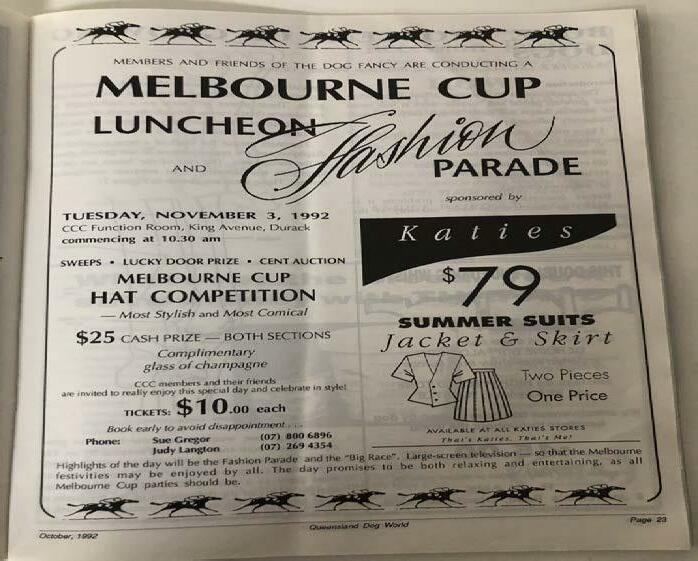 MEMBERS AND FRIENDS OF THE DOG FANCY ARE CONDUCTING A
MELBOURNE CUP
LUNCHEON
AND Fashion
PARADE
sponsored by
TUESDAY, NOVEMBER 3, 1992
CCC Function Room, King Avenue, Durack
commencing at 10.30 am
SWEEPS • LUCKY DOOR PRIZE • CENT AUCTION
MELBOURNE CUP
HAT COMPETITION
— Most Stylish and Most Comical
$25 CASH PRIZE — BOTH SECTIONS
Complimentary
glass of champagne
CCC members and their friends
are invited to really enjoy this special day and celebrate in style!
TICKETS: $10.00 each
Book early to avoid disappointment . . .
Phone: Sue Gregor (07) 800 6896
Judy Langton (07) 269 4354
Katies
$79
SUMMER SUITS
Jacket & Skirt
Two Pieces
One Price
AVAILABLE AT ALL KATIES STORES
That's Katies. That's Me!
Highlights of the day will be the Fashion Parade and the "Big Race". Large-screen television — so that the Melbourne
festivities may be enjoyed by all. The day promises to be both relaxing and entertaining, as all
Melbourne Cup parties should be.
October, 1992
Queensland Dog World
Page 23